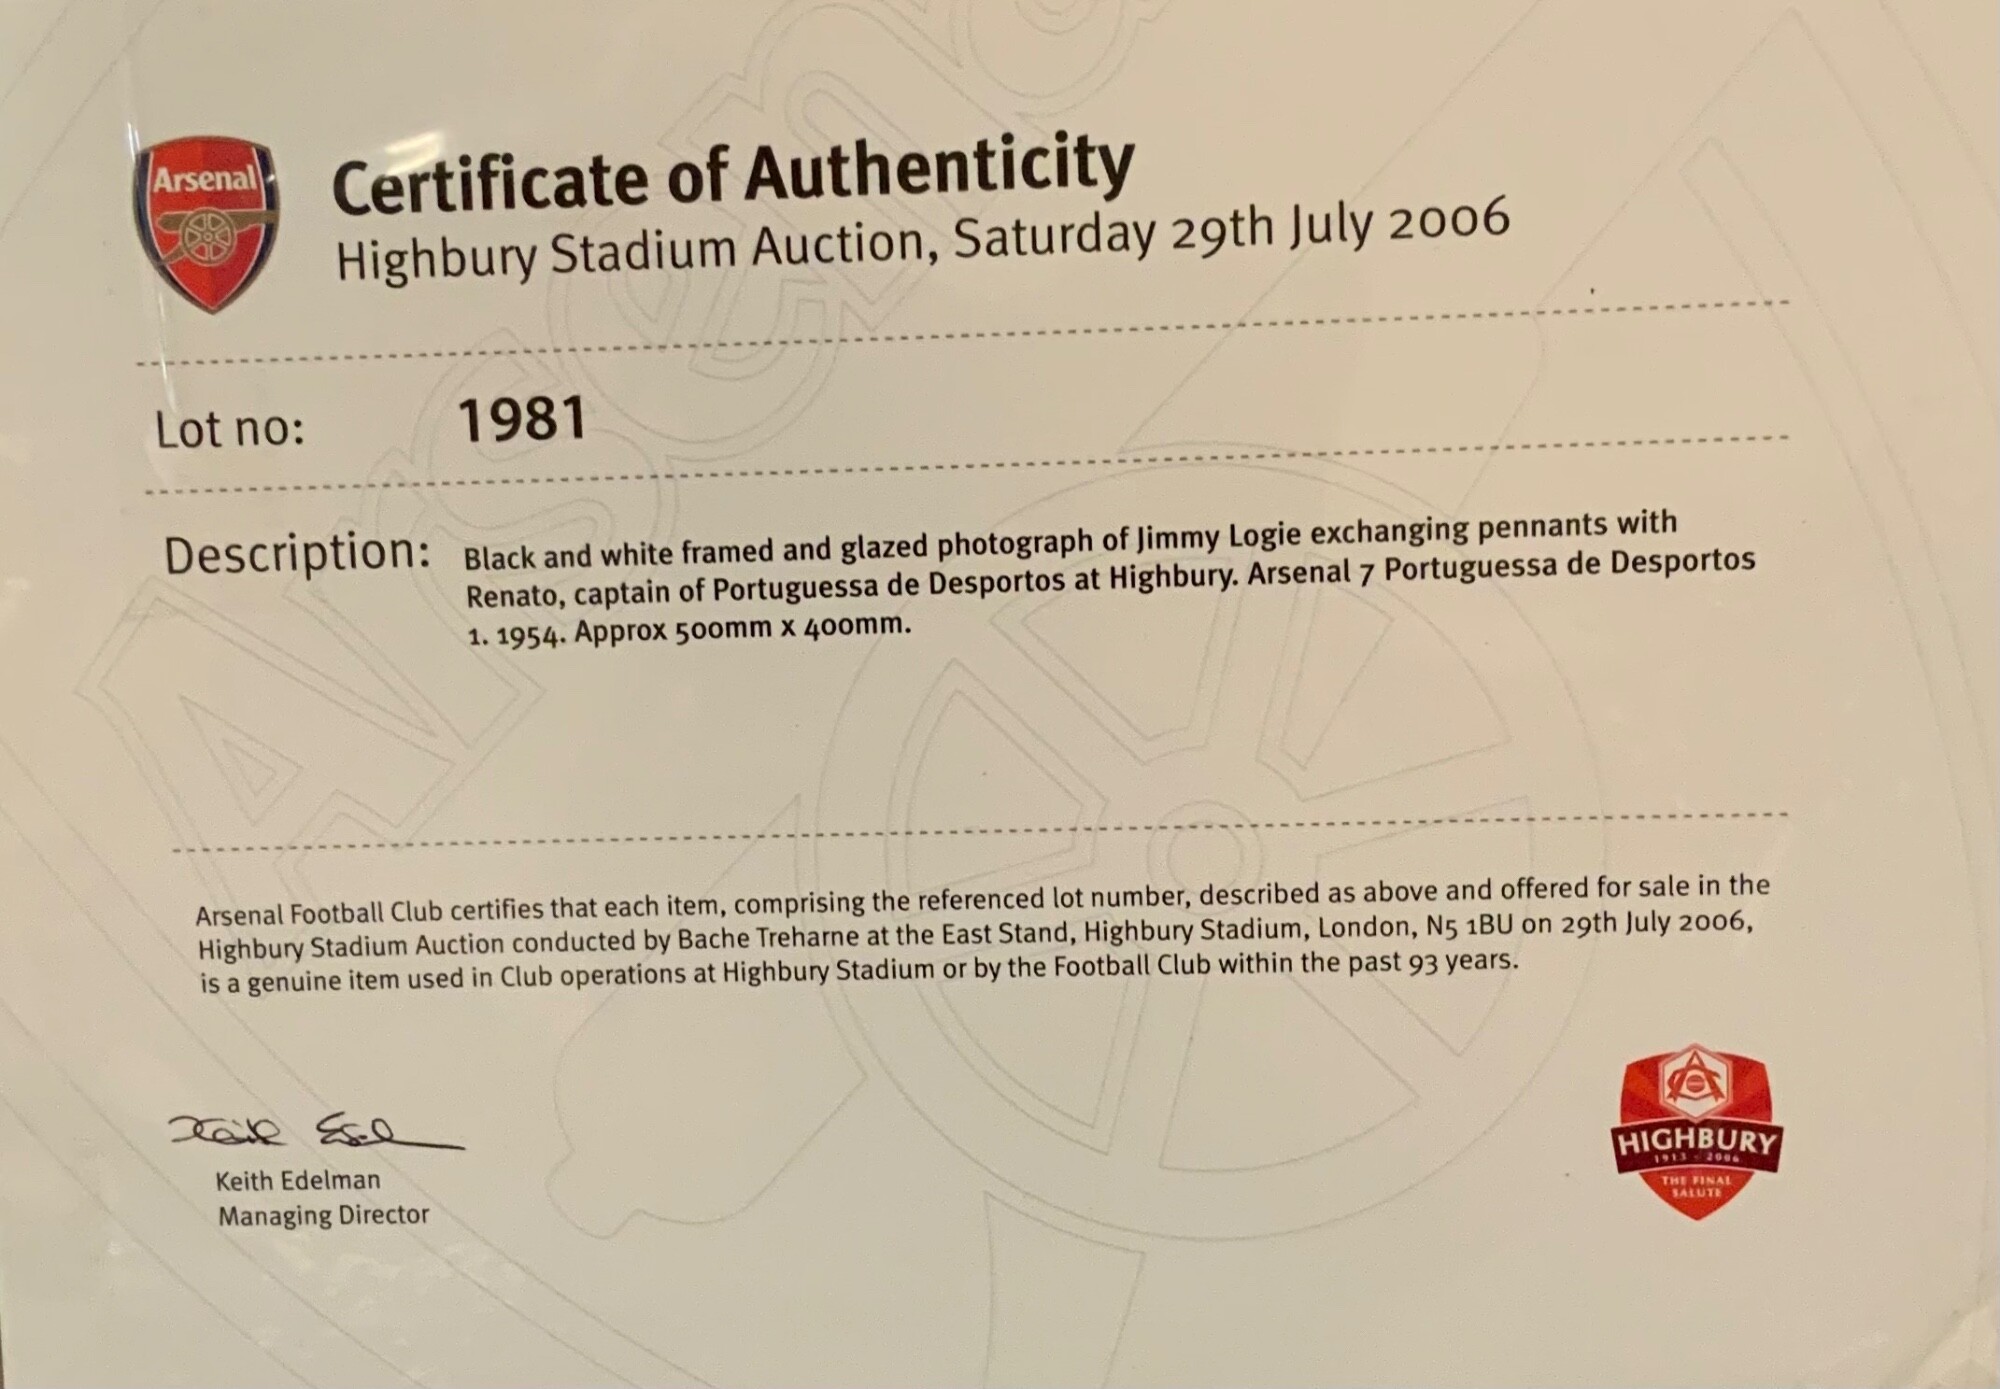 Arsenal
Certificate of Authenticity
Highbury Stadium Auction, Saturday 29th July 2006
Lot no: 1981
Description: Black and white framed and glazed photograph of Jimmy Logie exchanging pennants with
Renato, captain of Portuguessa de Desportos at Highbury. Arsenal 7 Portuguessa de Desportos
1. 1954. Approx 500mm x 400mm.
Arsenal Football Club certifies that each item, comprising the referenced lot number, described as above and offered for sale in the
Highbury Stadium Auction conducted by Bache Treharne at the East Stand, Highbury Stadium, London, N5 1BU on 29th July 2006,
is a genuine item used in Club operations at Highbury Stadium or by the Football Club within the past 93 years.
Keith Edelman
Managing Director
HIGHBURY
1913 - 2006
THE FINAL
SALUTE